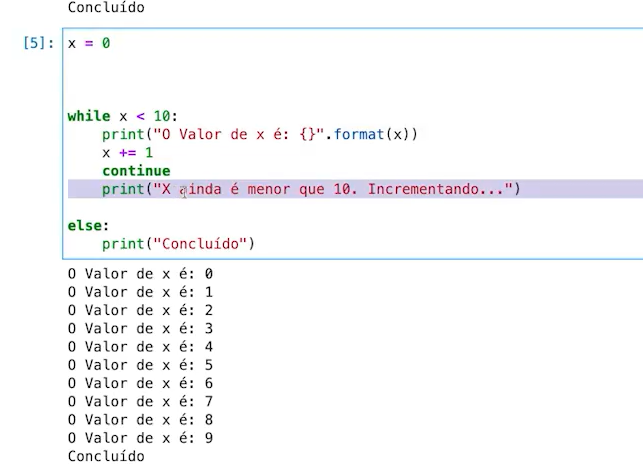 Concluído
[5]: x = 0
while x < 10:
    print("O Valor de x é: {}".format(x))
    x += 1
    continue
    print("X ainda é menor que 10. Incrementando...")
else:
    print("Concluído")
O Valor de x é: 0
O Valor de x é: 1
O Valor de x é: 2
O Valor de x é: 3
O Valor de x é: 4
O Valor de x é: 5
O Valor de x é: 6
O Valor de x é: 7
O Valor de x é: 8
O Valor de x é: 9
Concluído